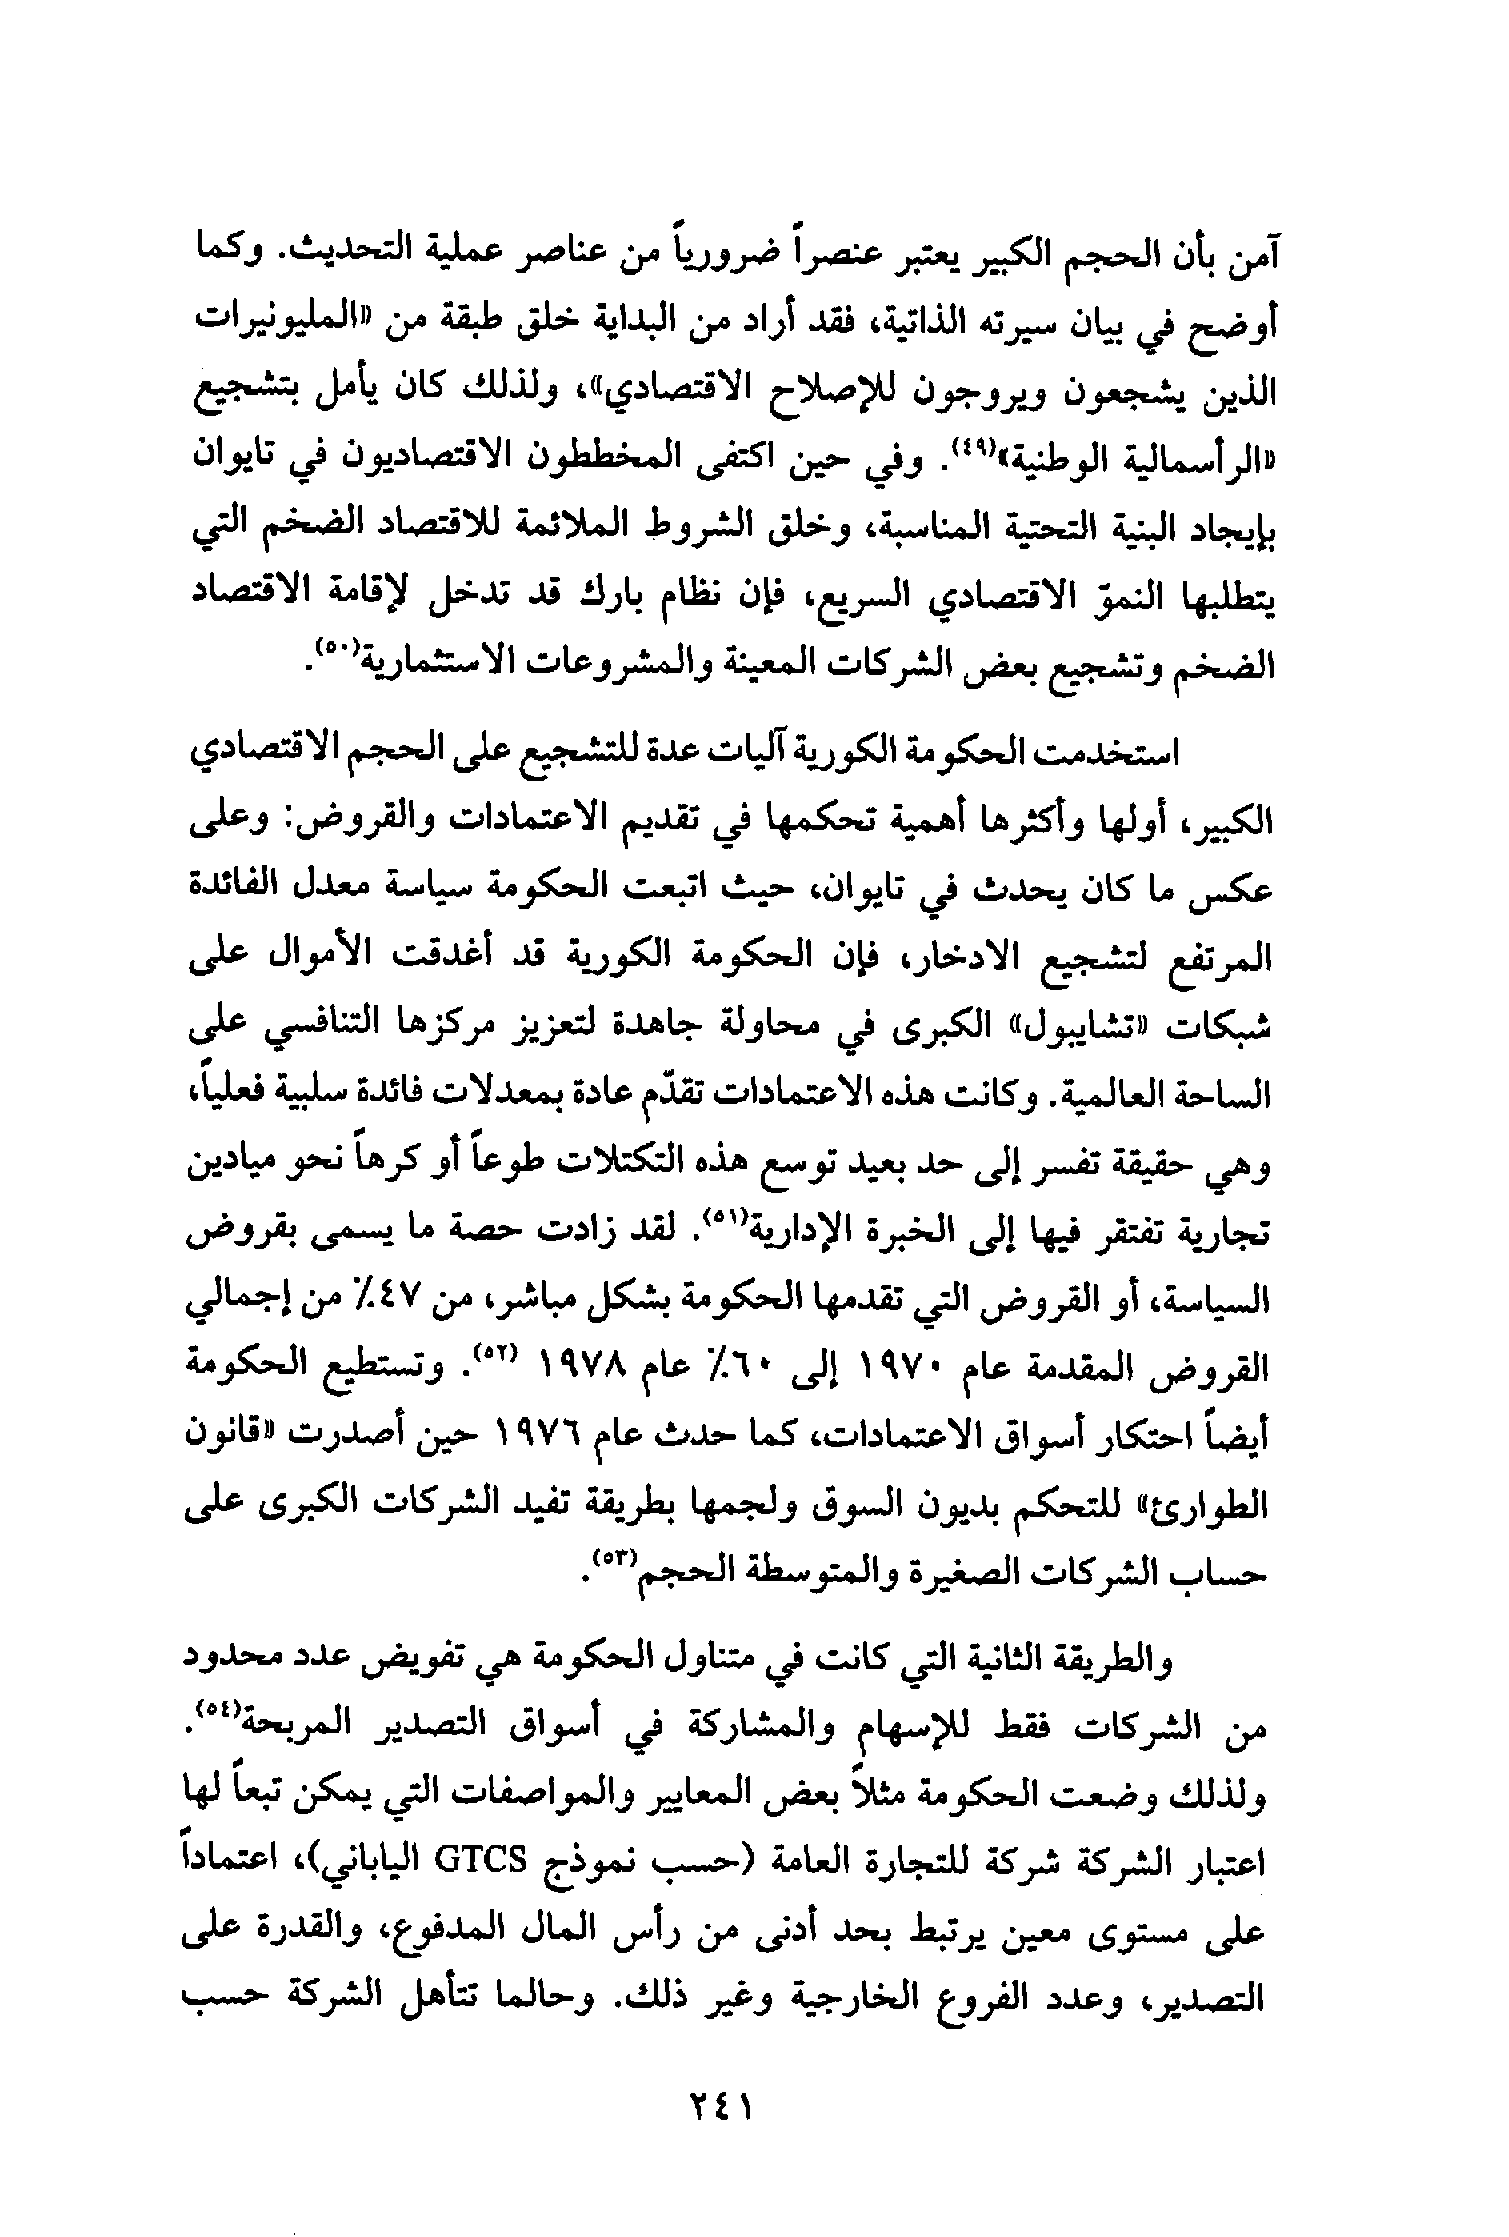 آمن بأن الحجم الكبير يعتبر عنصراً ضرورياً من عناصر عملية التحديث. وكما
أوضح في بيان سيرته الذاتية، فقد أراد من البداية خلق طبقة من «المليونيرات
الذين يشجعون ويروجون للإصلاح الاقتصادي»، ولذلك كان يأمل بتشجيع
«الرأسمالية الوطنية»(٤٩). وفي حين اكتفى المخططون الاقتصاديون في تايوان
بإيجاد البنية التحتية المناسبة، وخلق الشروط الملائمة للاقتصاد الضخم التي
يتطلبها النموّ الاقتصادي السريع، فإن نظام بارك قد تدخل لإقامة الاقتصاد
الضخم وتشجيع بعض الشركات المعينة والمشروعات الاستثمارية(٥٠).
استخدمت الحكومة الكورية آليات عدة للتشجيع على الحجم الاقتصادي
الكبير، أولها وأكثرها أهمية تحكمها في تقديم الاعتمادات والقروض: وعلى
عكس ما كان يحدث في تايوان، حيث اتبعت الحكومة سياسة معدل الفائدة
المرتفع لتشجيع الادخار، فإن الحكومة الكورية قد أغدقت الأموال على
شبكات «تشايبول» الكبرى في محاولة جاهدة لتعزيز مركزها التنافسي على
الساحة العالمية. وكانت هذه الاعتمادات تقدّم عادة بمعدلات فائدة سلبية فعلياً،
وهي حقيقة تفسر إلى حد بعيد توسع هذه التكتلات طوعاً أو كرهاً نحو ميادين
تجارية تفتقر فيها إلى الخبرة الإدارية(٥١). لقد زادت حصة ما يسمى بقروض
السياسة، أو القروض التي تقدمها الحكومة بشكل مباشر، من ٤٧٪ من إجمالي
القروض المقدمة عام ١٩٧٠ إلى ٦٠٪ عام ١٩٧٨ (٥٢). وتستطيع الحكومة
أيضاً احتكار أسواق الاعتمادات، كما حدث عام ١٩٧٦ حين أصدرت «قانون
الطوارئ» للتحكم بديون السوق ولجمها بطريقة تفيد الشركات الكبرى على
حساب الشركات الصغيرة والمتوسطة الحجم(٥٣).
والطريقة الثانية التي كانت في متناول الحكومة هي تفويض عدد محدود
من الشركات فقط للإسهام والمشاركة في أسواق التصدير المربحة(٥٤).
ولذلك وضعت الحكومة مثلاً بعض المعايير والمواصفات التي يمكن تبعاً لها
اعتبار الشركة شركة للتجارة العامة (حسب نموذج GTCS الياباني)، اعتماداً
على مستوى معين يرتبط بحد أدنى من رأس المال المدفوع، والقدرة على
التصدير، وعدد الفروع الخارجية وغير ذلك. وحالما تتأهل الشركة حسب
٢٤١